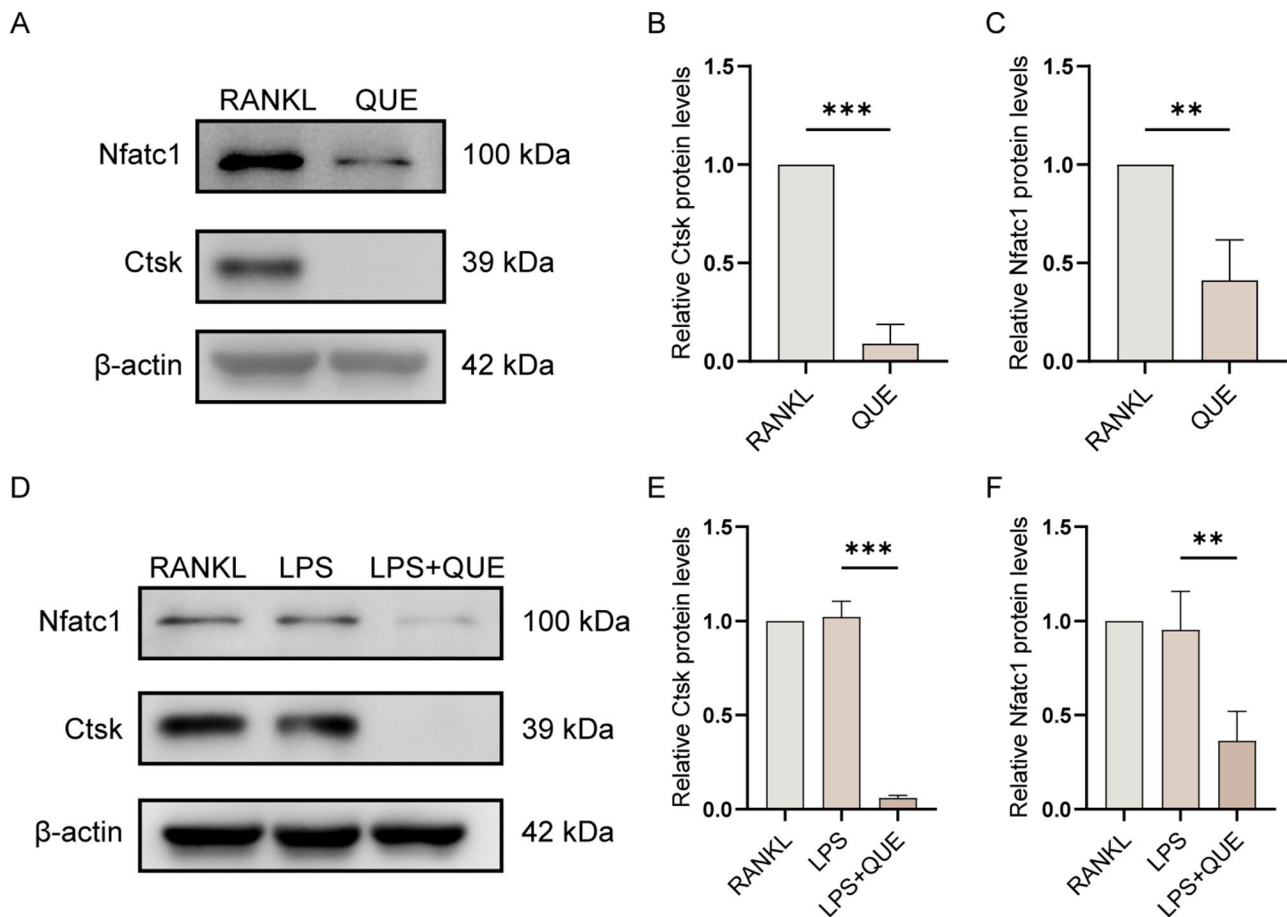 A
RANKL QUE
Nfatc1 100 kDa
Ctsk 39 kDa
β-actin 42 kDa
B
Relative Ctsk protein levels
1.5
1.0
0.5
0.0
***
RANKL
QUE
C
Relative Nfatc1 protein levels
1.5
1.0
0.5
0.0
**
RANKL
QUE
D
RANKL LPS LPS+QUE
Nfatc1 100 kDa
Ctsk 39 kDa
β-actin 42 kDa
E
Relative Ctsk protein levels
1.5
1.0
0.5
0.0
***
RANKL
LPS
LPS+QUE
F
Relative Nfatc1 protein levels
1.5
1.0
0.5
0.0
**
RANKL
LPS
LPS+QUE